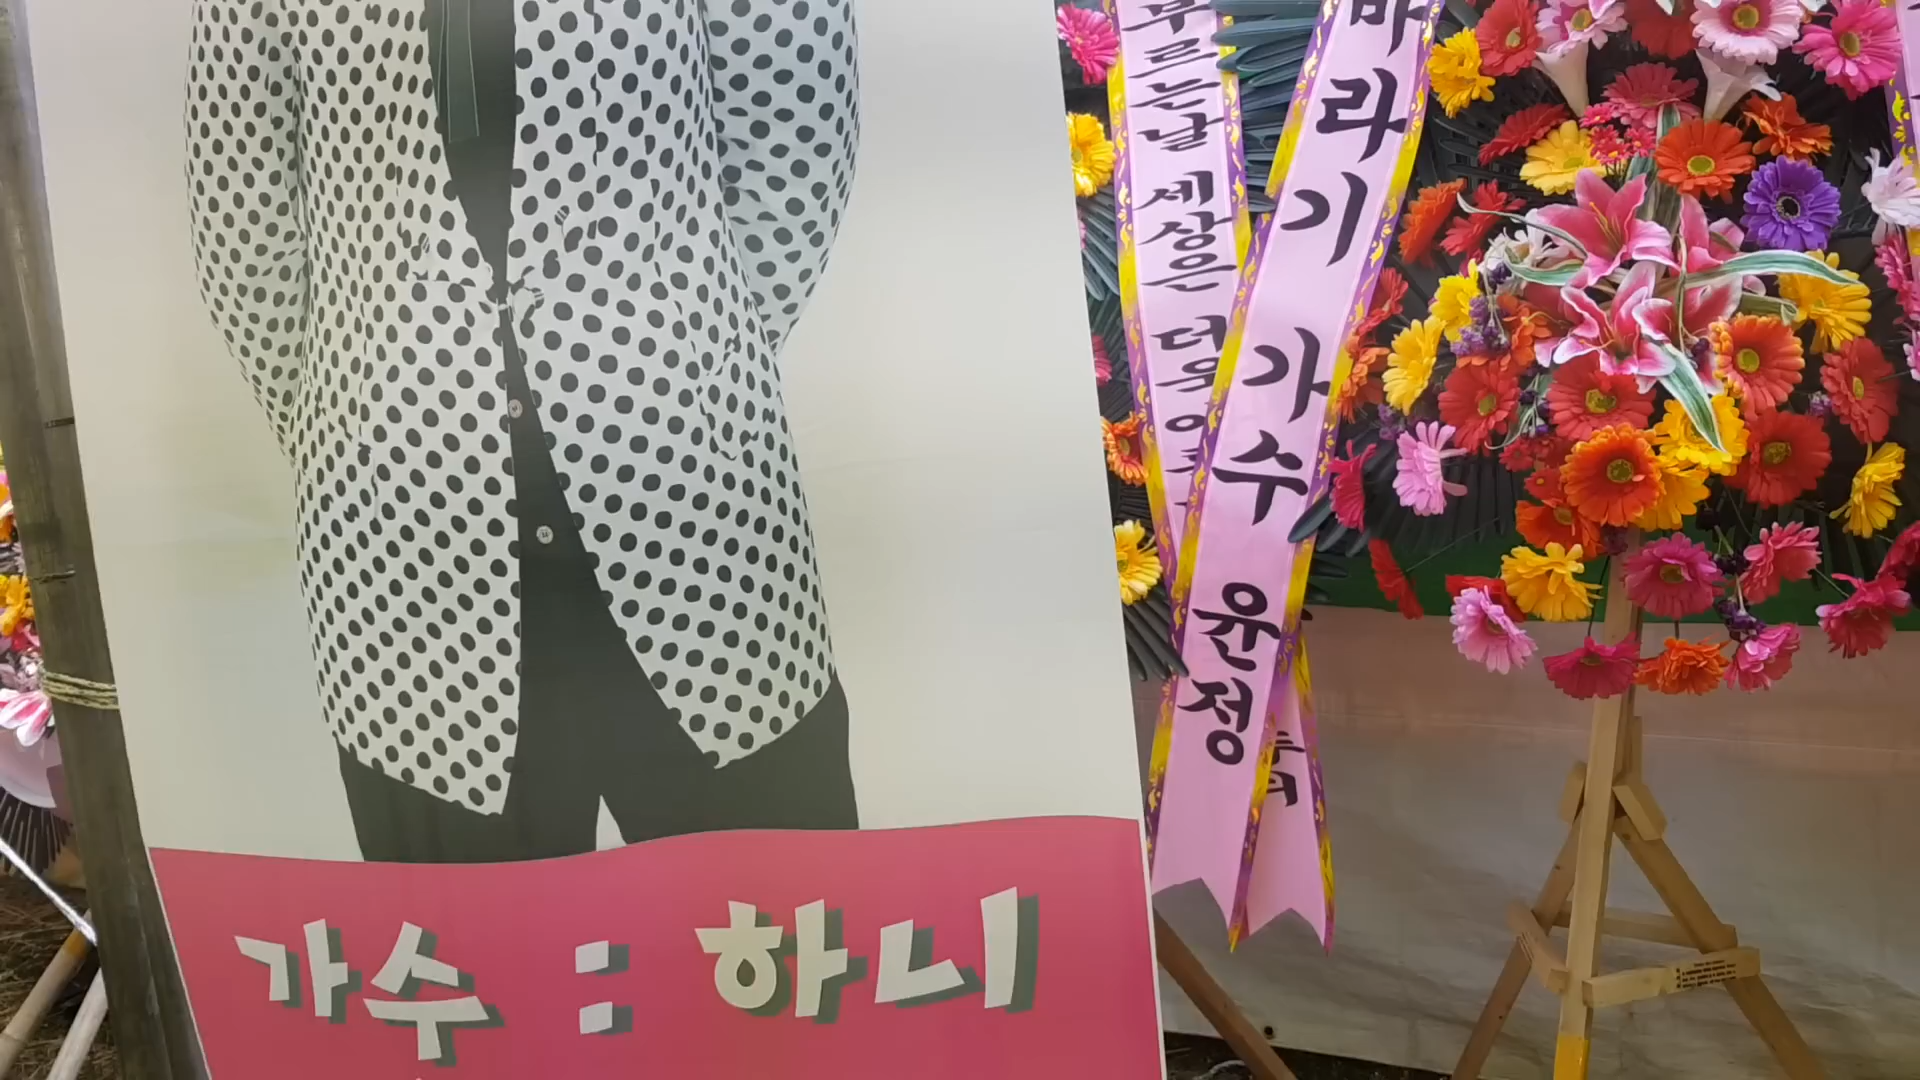 가수 : 하니
부르는날 세상은 더욱
바라기 가수 윤정